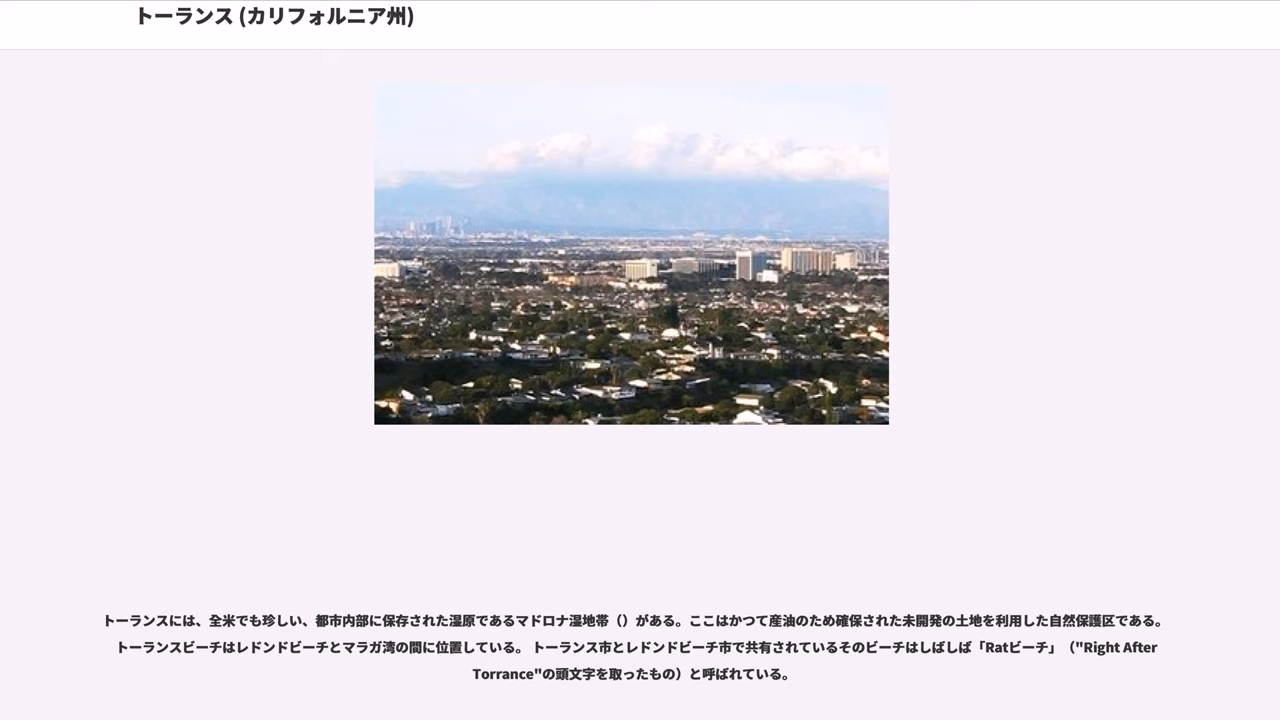 トーランス (カリフォルニア州)
トーランスには、全米でも珍しい、都市内部に保存された湿原であるマドロナ湿地帯（）がある。ここはかつて産油のため確保された未開発の土地を利用した自然保護区である。
トーランスビーチはレドンドビーチとマラガ湾の間に位置している。 トーランス市とレドンドビーチ市で共有されているそのビーチはしばしば「Ratビーチ」（"Right After
Torrance"の頭文字を取ったもの）と呼ばれている。